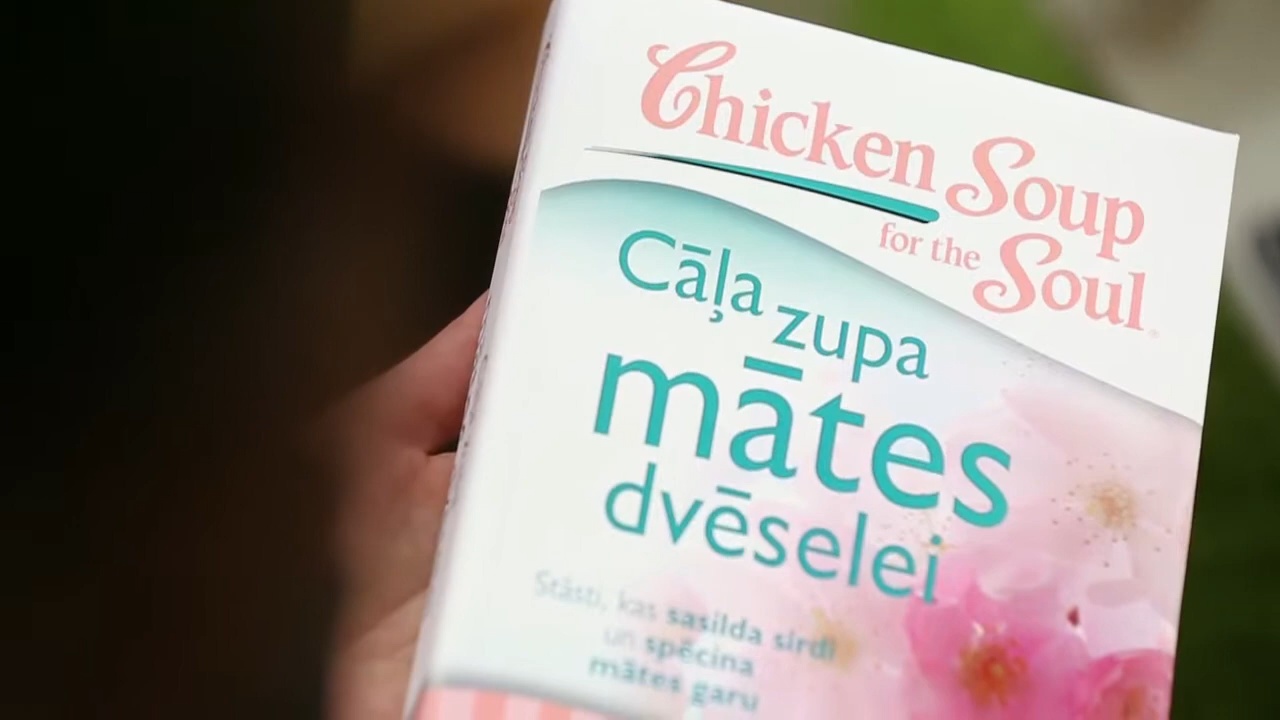 Chicken Soup
for the Soul
Cāļa zupa
mātes
dvēselei
Stāsti, kas sasilda sirdi
un spēcina
mātes garu